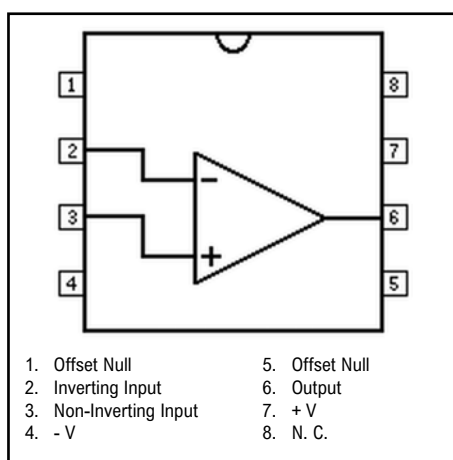 1 8
2 7
3 6
4 5
−
+
1. Offset Null
2. Inverting Input
3. Non-Inverting Input
4. - V
5. Offset Null
6. Output
7. + V
8. N. C.